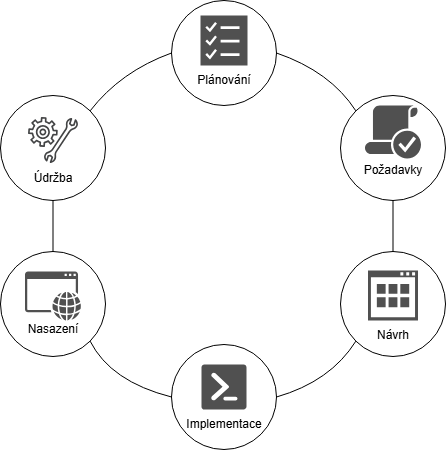 Plánování
Požadavky
Návrh
Implementace
Nasazení
Údržba